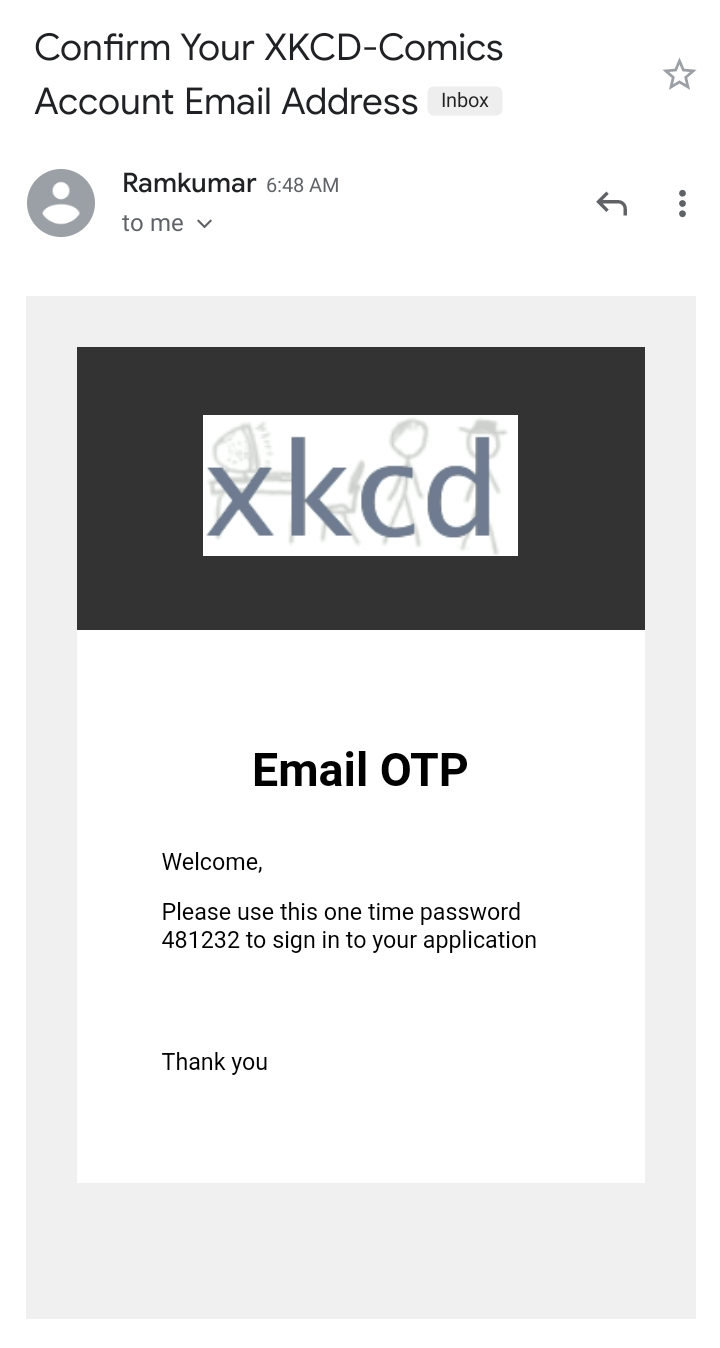 Confirm Your XKCD-Comics
Account Email Address Inbox
Ramkumar 6:48 AM
to me
xkcd
Email OTP
Welcome,
Please use this one time password
481232 to sign in to your application
Thank you